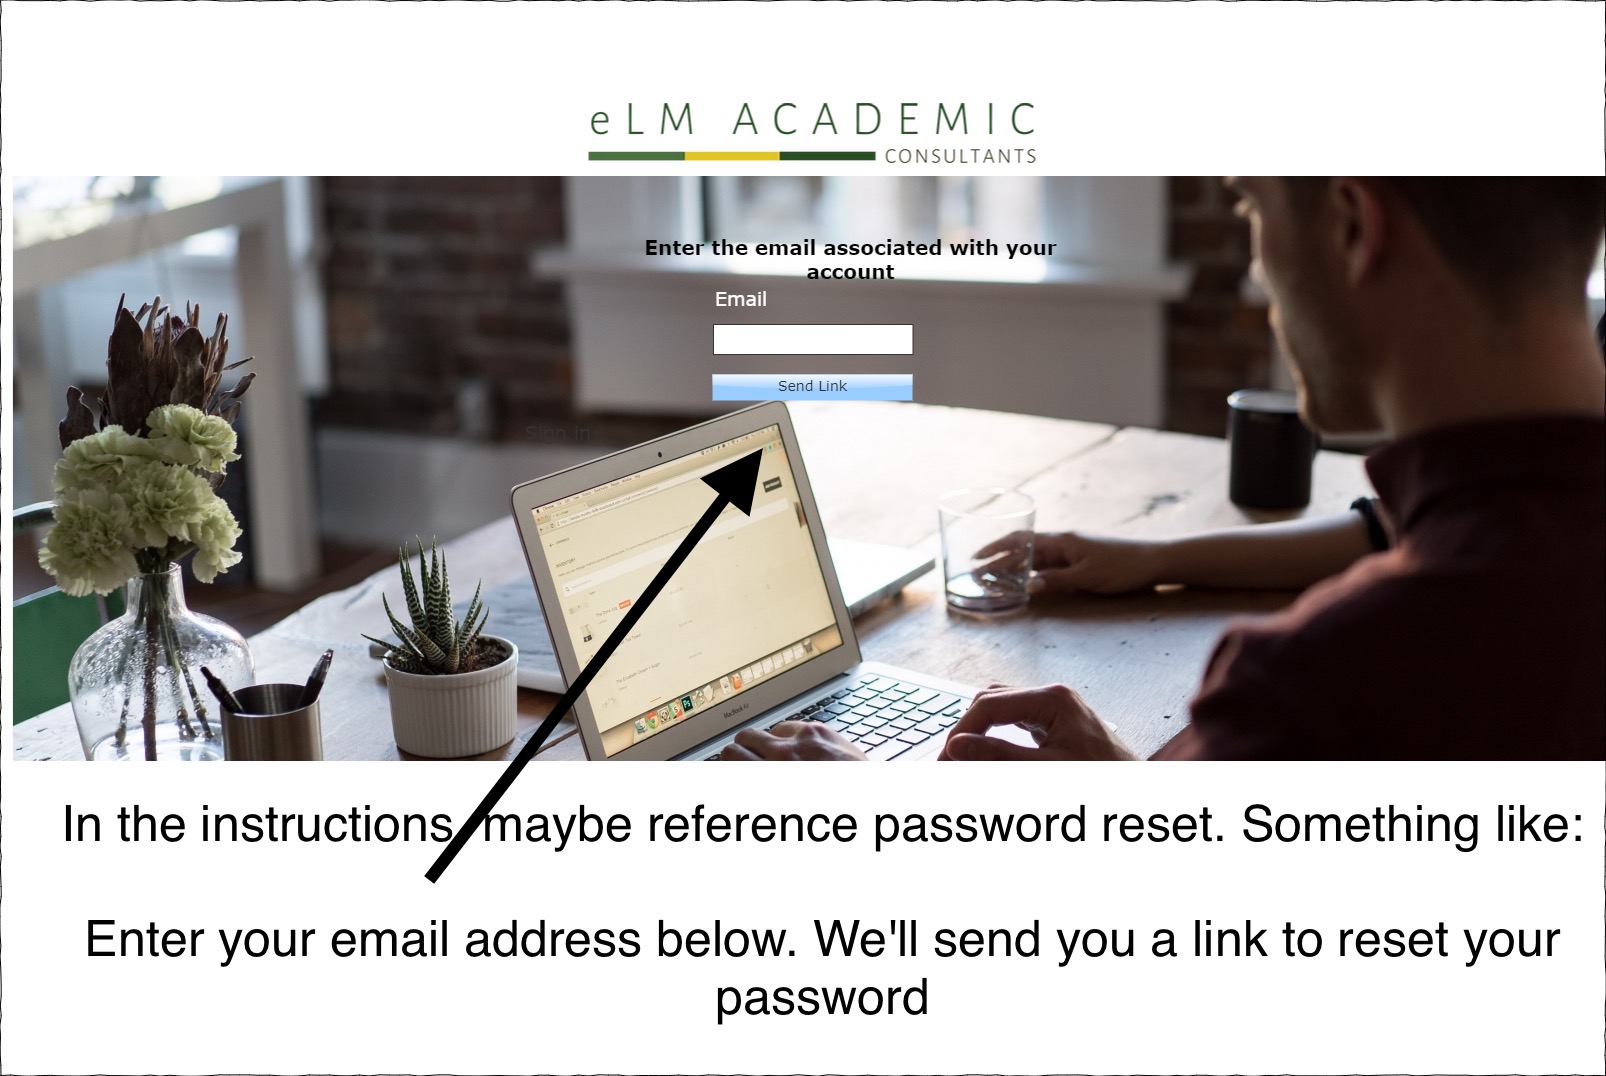 eLM ACADEMIC
CONSULTANTS
Enter the email associated with your
account
Email
Send Link
Sign in
MacBook Air
In the instructions, maybe reference password reset. Something like:
Enter your email address below. We'll send you a link to reset your
password